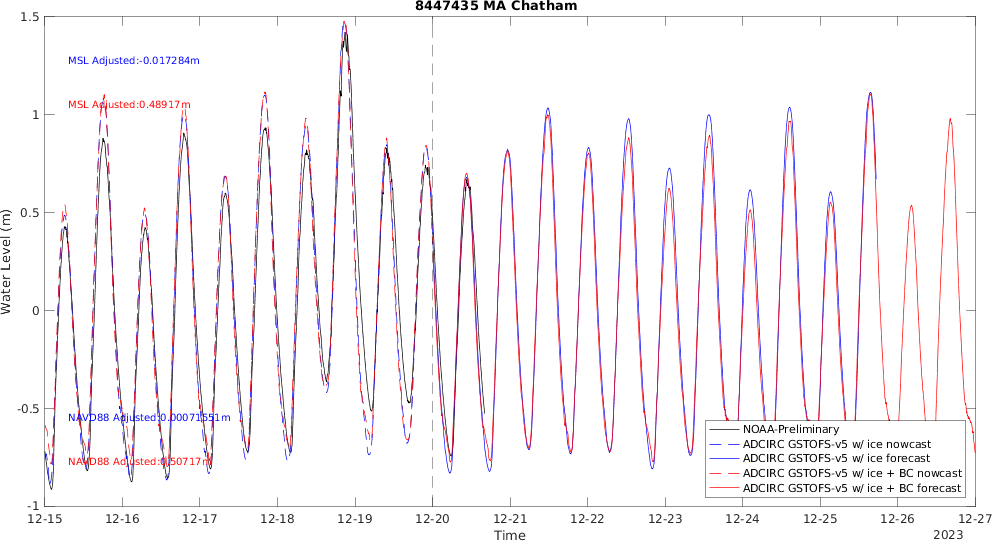 8447435 MA Chatham
1.5
MSL Adjusted:-0.017284m
MSL Adjusted:0.48917m
1
0.5
Water Level (m)
0
-0.5
NAVD88 Adjusted:0.00071551m
NAVD88 Adjusted:0.50717m
-1
NOAA-Preliminary
ADCIRC GSTOFS-v5 w/ ice nowcast
ADCIRC GSTOFS-v5 w/ ice forecast
ADCIRC GSTOFS-v5 w/ ice + BC nowcast
ADCIRC GSTOFS-v5 w/ ice + BC forecast
12-15 12-16 12-17 12-18 12-19 12-20 12-21 12-22 12-23 12-24 12-25 12-26 12-27
Time
2023